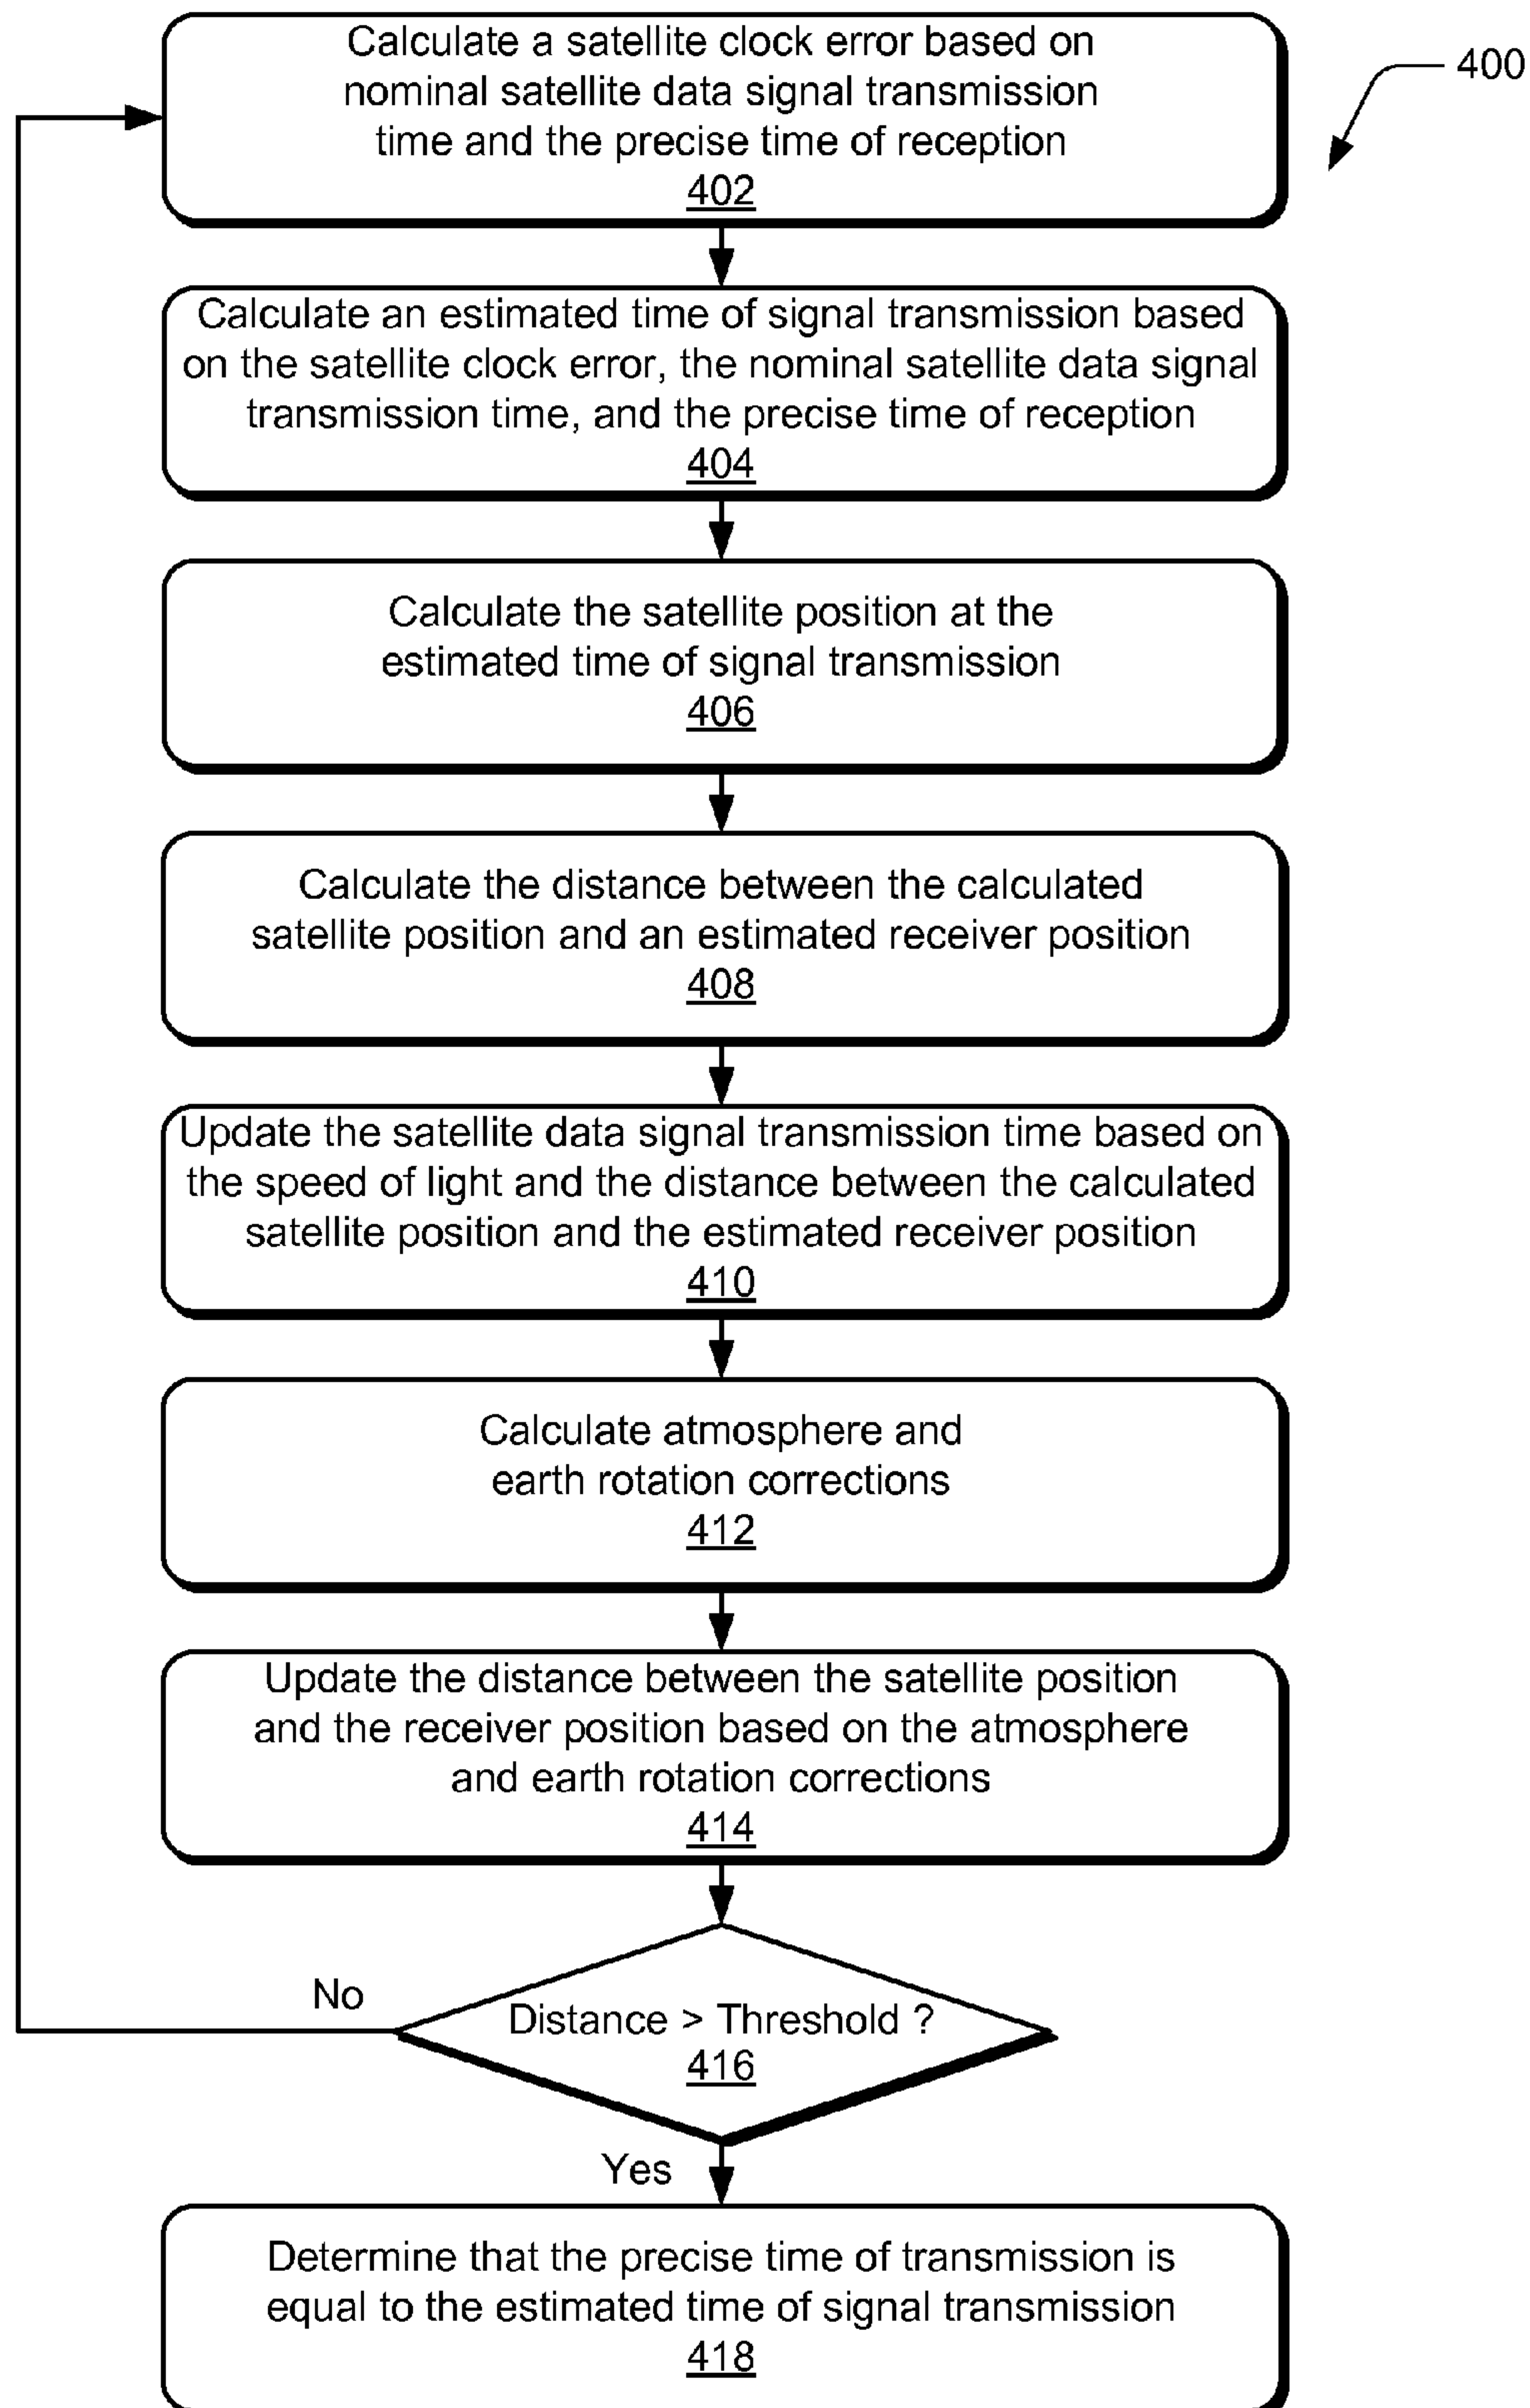 Calculate a satellite clock error based on
nominal satellite data signal transmission
time and the precise time of reception
402
400
Calculate an estimated time of signal transmission based
on the satellite clock error, the nominal satellite data signal
transmission time, and the precise time of reception
404
Calculate the satellite position at the
estimated time of signal transmission
406
Calculate the distance between the calculated
satellite position and an estimated receiver position
408
Update the satellite data signal transmission time based on
the speed of light and the distance between the calculated
satellite position and the estimated receiver position
410
Calculate atmosphere and
earth rotation corrections
412
Update the distance between the satellite position
and the receiver position based on the atmosphere
and earth rotation corrections
414
No
Distance > Threshold ?
416
Yes
Determine that the precise time of transmission is
equal to the estimated time of signal transmission
418